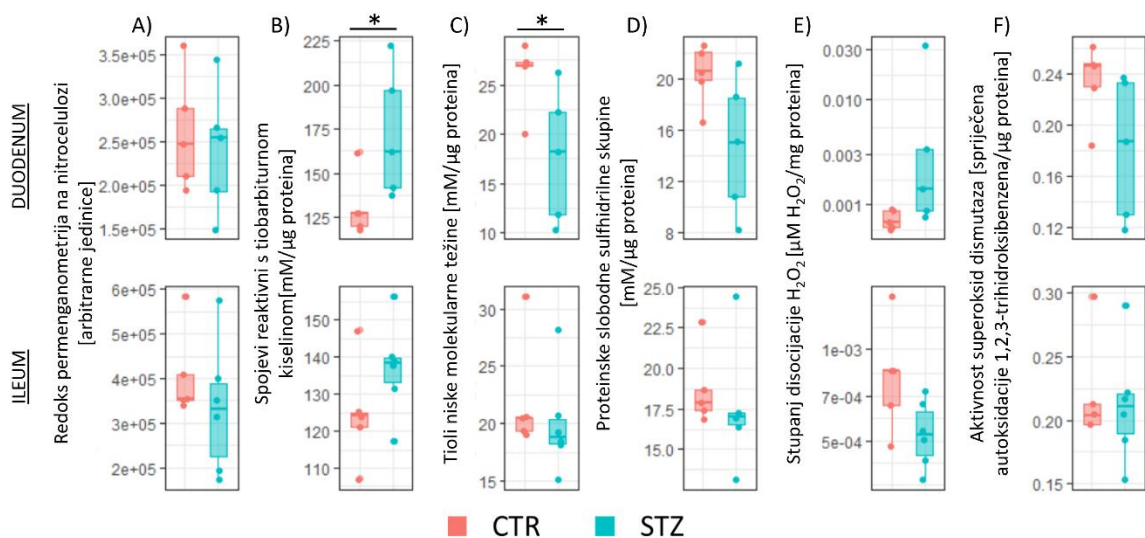 A)
B)
C)
D)
E)
F)
*
*
DUODENUM
Redoks permenganometrija na nitrocelulozi
[arbitrarne jedinice]
3.5e+05
3.0e+05
2.5e+05
2.0e+05
1.5e+05
Spojevi reaktivni s tiobarbiturnom
kiselinom[mM/µg proteina]
225
200
175
150
125
Tioli niske molekularne težine [mM/µg proteina]
30
25
20
15
10
Proteinske slobodne sulfhidrilne skupine
[mM/µg proteina]
20
16
12
8
Stupanj disocijacije H₂O₂ [µM H₂O₂/mg proteina]
0.030
0.010
0.003
0.001
Aktivnost superoksid dismutaza [spriječena
autoksidacije 1,2,3-trihidroksibenzena/µg proteina]
0.24
0.20
0.16
0.12
ILEUM
6e+05
5e+05
4e+05
3e+05
2e+05
150
140
130
120
110
30
25
20
15
25.0
22.5
20.0
17.5
15.0
1e-03
7e-04
5e-04
0.30
0.25
0.20
0.15
CTR
STZ